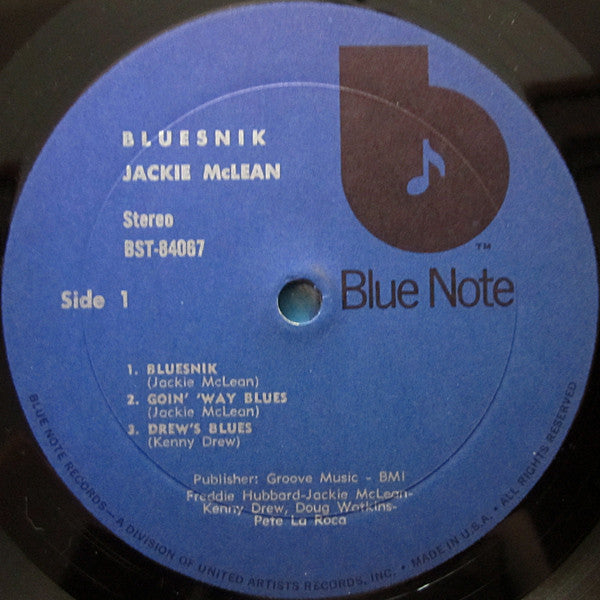 BLUESNIK
JACKIE McLEAN
Stereo
BST-84067
Side 1
TM
Blue Note
1. BLUESNIK
(Jackie McLean)
2. GOIN' 'WAY BLUES
(Jackie McLean)
3. DREW'S BLUES
(Kenny Drew)
Publisher: Groove Music - BMI
Freddie Hubbard-Jackie McLean-
Kenny Drew, Doug Watkins-
Pete La Roca
BLUE NOTE RECORDS — A DIVISION OF UNITED ARTISTS RECORDS, INC. • MADE IN U.S.A. • ALL RIGHTS RESERVED